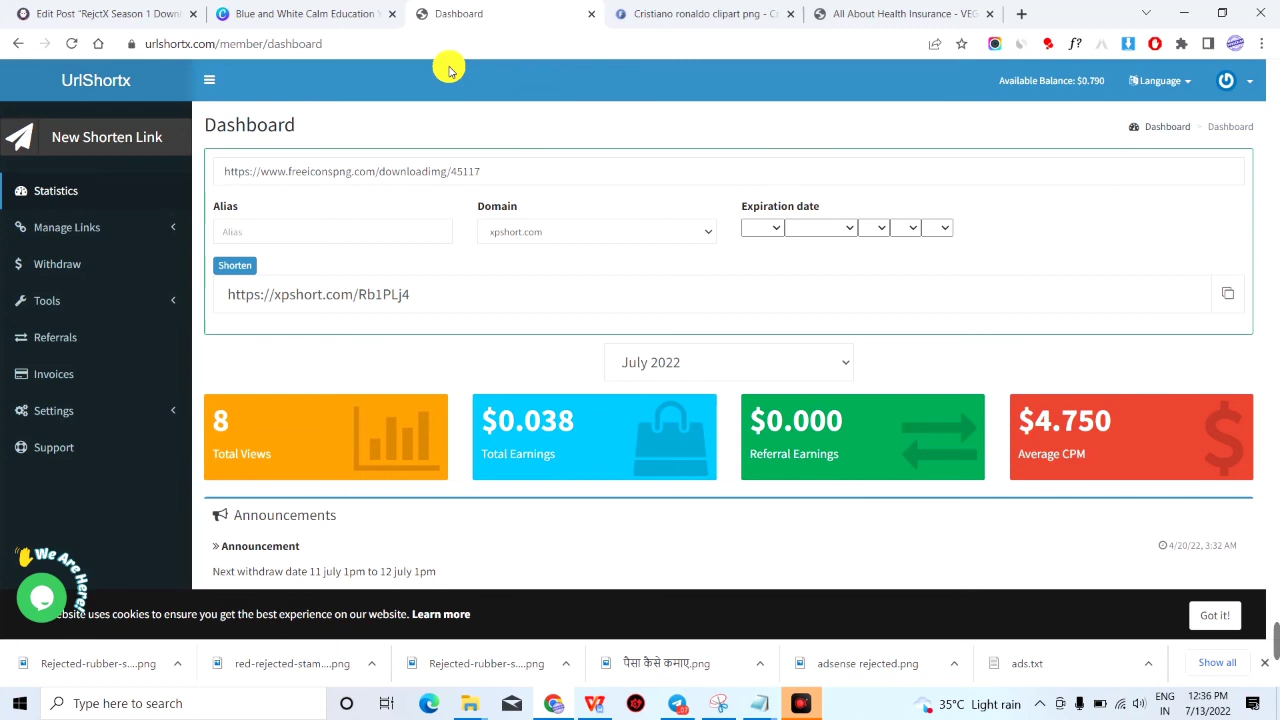 "Rejctx Season 1 Down
Blue and Yellow Educational Y
Dashboard
Cristiano ronaldo clipart png - C
All About Health Insurance - VEG
urlshortx.com/member/dashboard
UrlShortx
Available Balance: $0.790
Language
New Shorten Link
Dashboard
Dashboard
Dashboard
https://www.freeiconspng.com/downloadimg/45117
Statistics
Alias
Domain
Expiration date
Manage Links
Alias
xpshort.com
Withdraw
Shorten
https://xpshort.com/Rb1PLj4
Tools
Referrals
July 2022
Invoices
Settings
8
$0.038
$0.000
$4.750
Support
Total Views
Total Earnings
Referral Earnings
Average CPM
Announcements
Announcement
4/20/22, 3:32 AM
Next withdraw date 11 july 1pm to 12 july 1pm
We Are Here!
ebsite uses cookies to ensure you get the best experience on our website. Learn more
Got it!
Rejected-rubber-s....png
red-rejected-stam....png
Rejected-rubber-s....png
पैसा कैसे कमाए.png
adsense rejected.png
ads.txt
Show all
Type here to search
35°C Light rain
ENG
IN
12:36 PM
7/13/2022